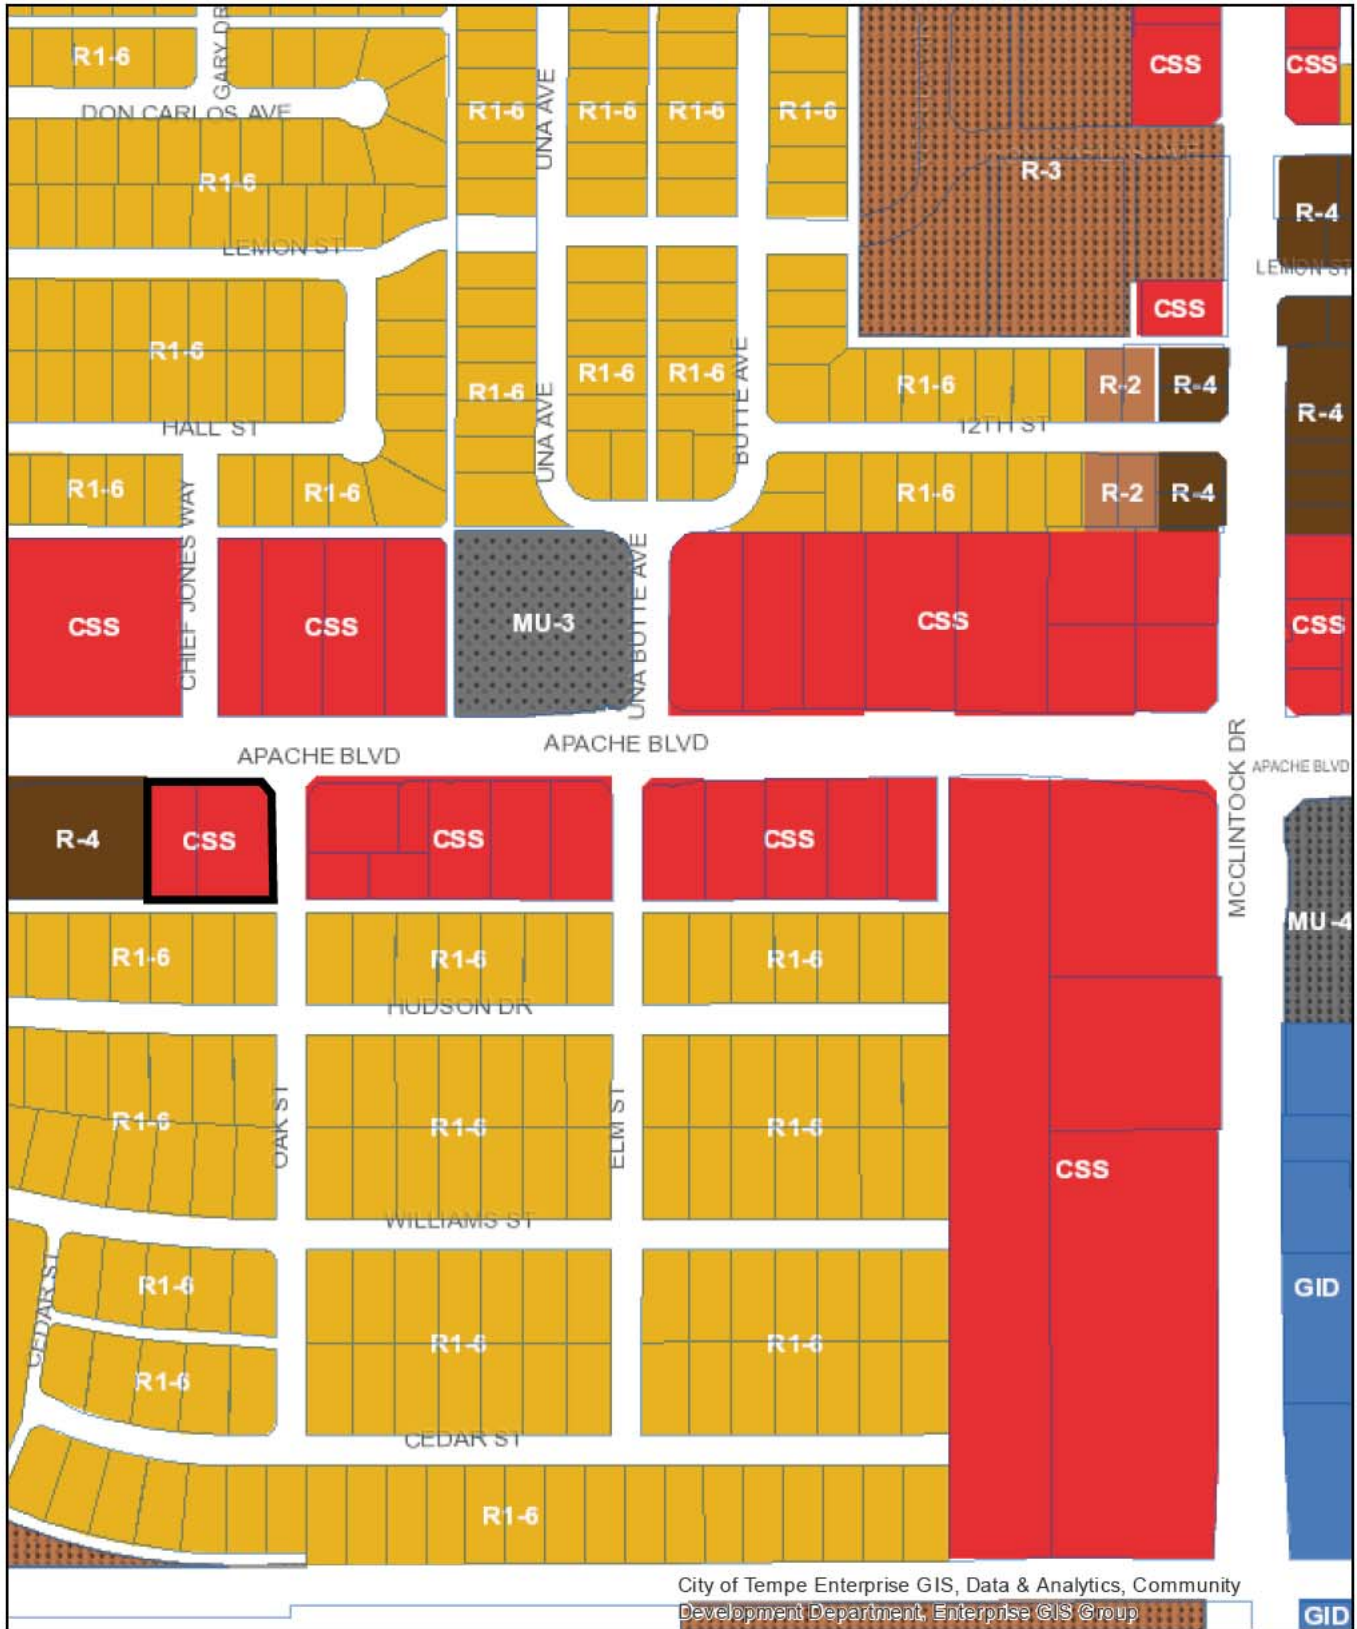 GARY DR
R1-6
CSS
CSS
UNA AVE
R1-6
R1-6
R1-6
R1-6
DON CARLOS AVE
R-3
R1-6
R-4
LEMON ST
LEMON ST
CSS
R1-6
R1-6
R1-6
R1-6
BUTTE AVE
R1-6
R-2
R-4
UNA AVE
R-4
HALL ST
12TH ST
R1-6
R1-6
R1-6
R-2
R-4
CHIEF JONES WAY
UNA BUTTE AVE
CSS
CSS
MU-3
CSS
CSS
APACHE BLVD
APACHE BLVD
MCCLINTOCK DR
APACHE BLVD
R-4
CSS
CSS
CSS
MU-4
R1-6
R1-6
R1-6
HUDSON DR
OAK ST
ELM ST
R1-6
R1-6
R1-6
CSS
WILLIAMS ST
CEDAR ST
R1-6
GID
R1-6
R1-6
R1-6
CEDAR ST
R1-6
City of Tempe Enterprise GIS, Data & Analytics, Community
Development Department, Enterprise GIS Group
GID